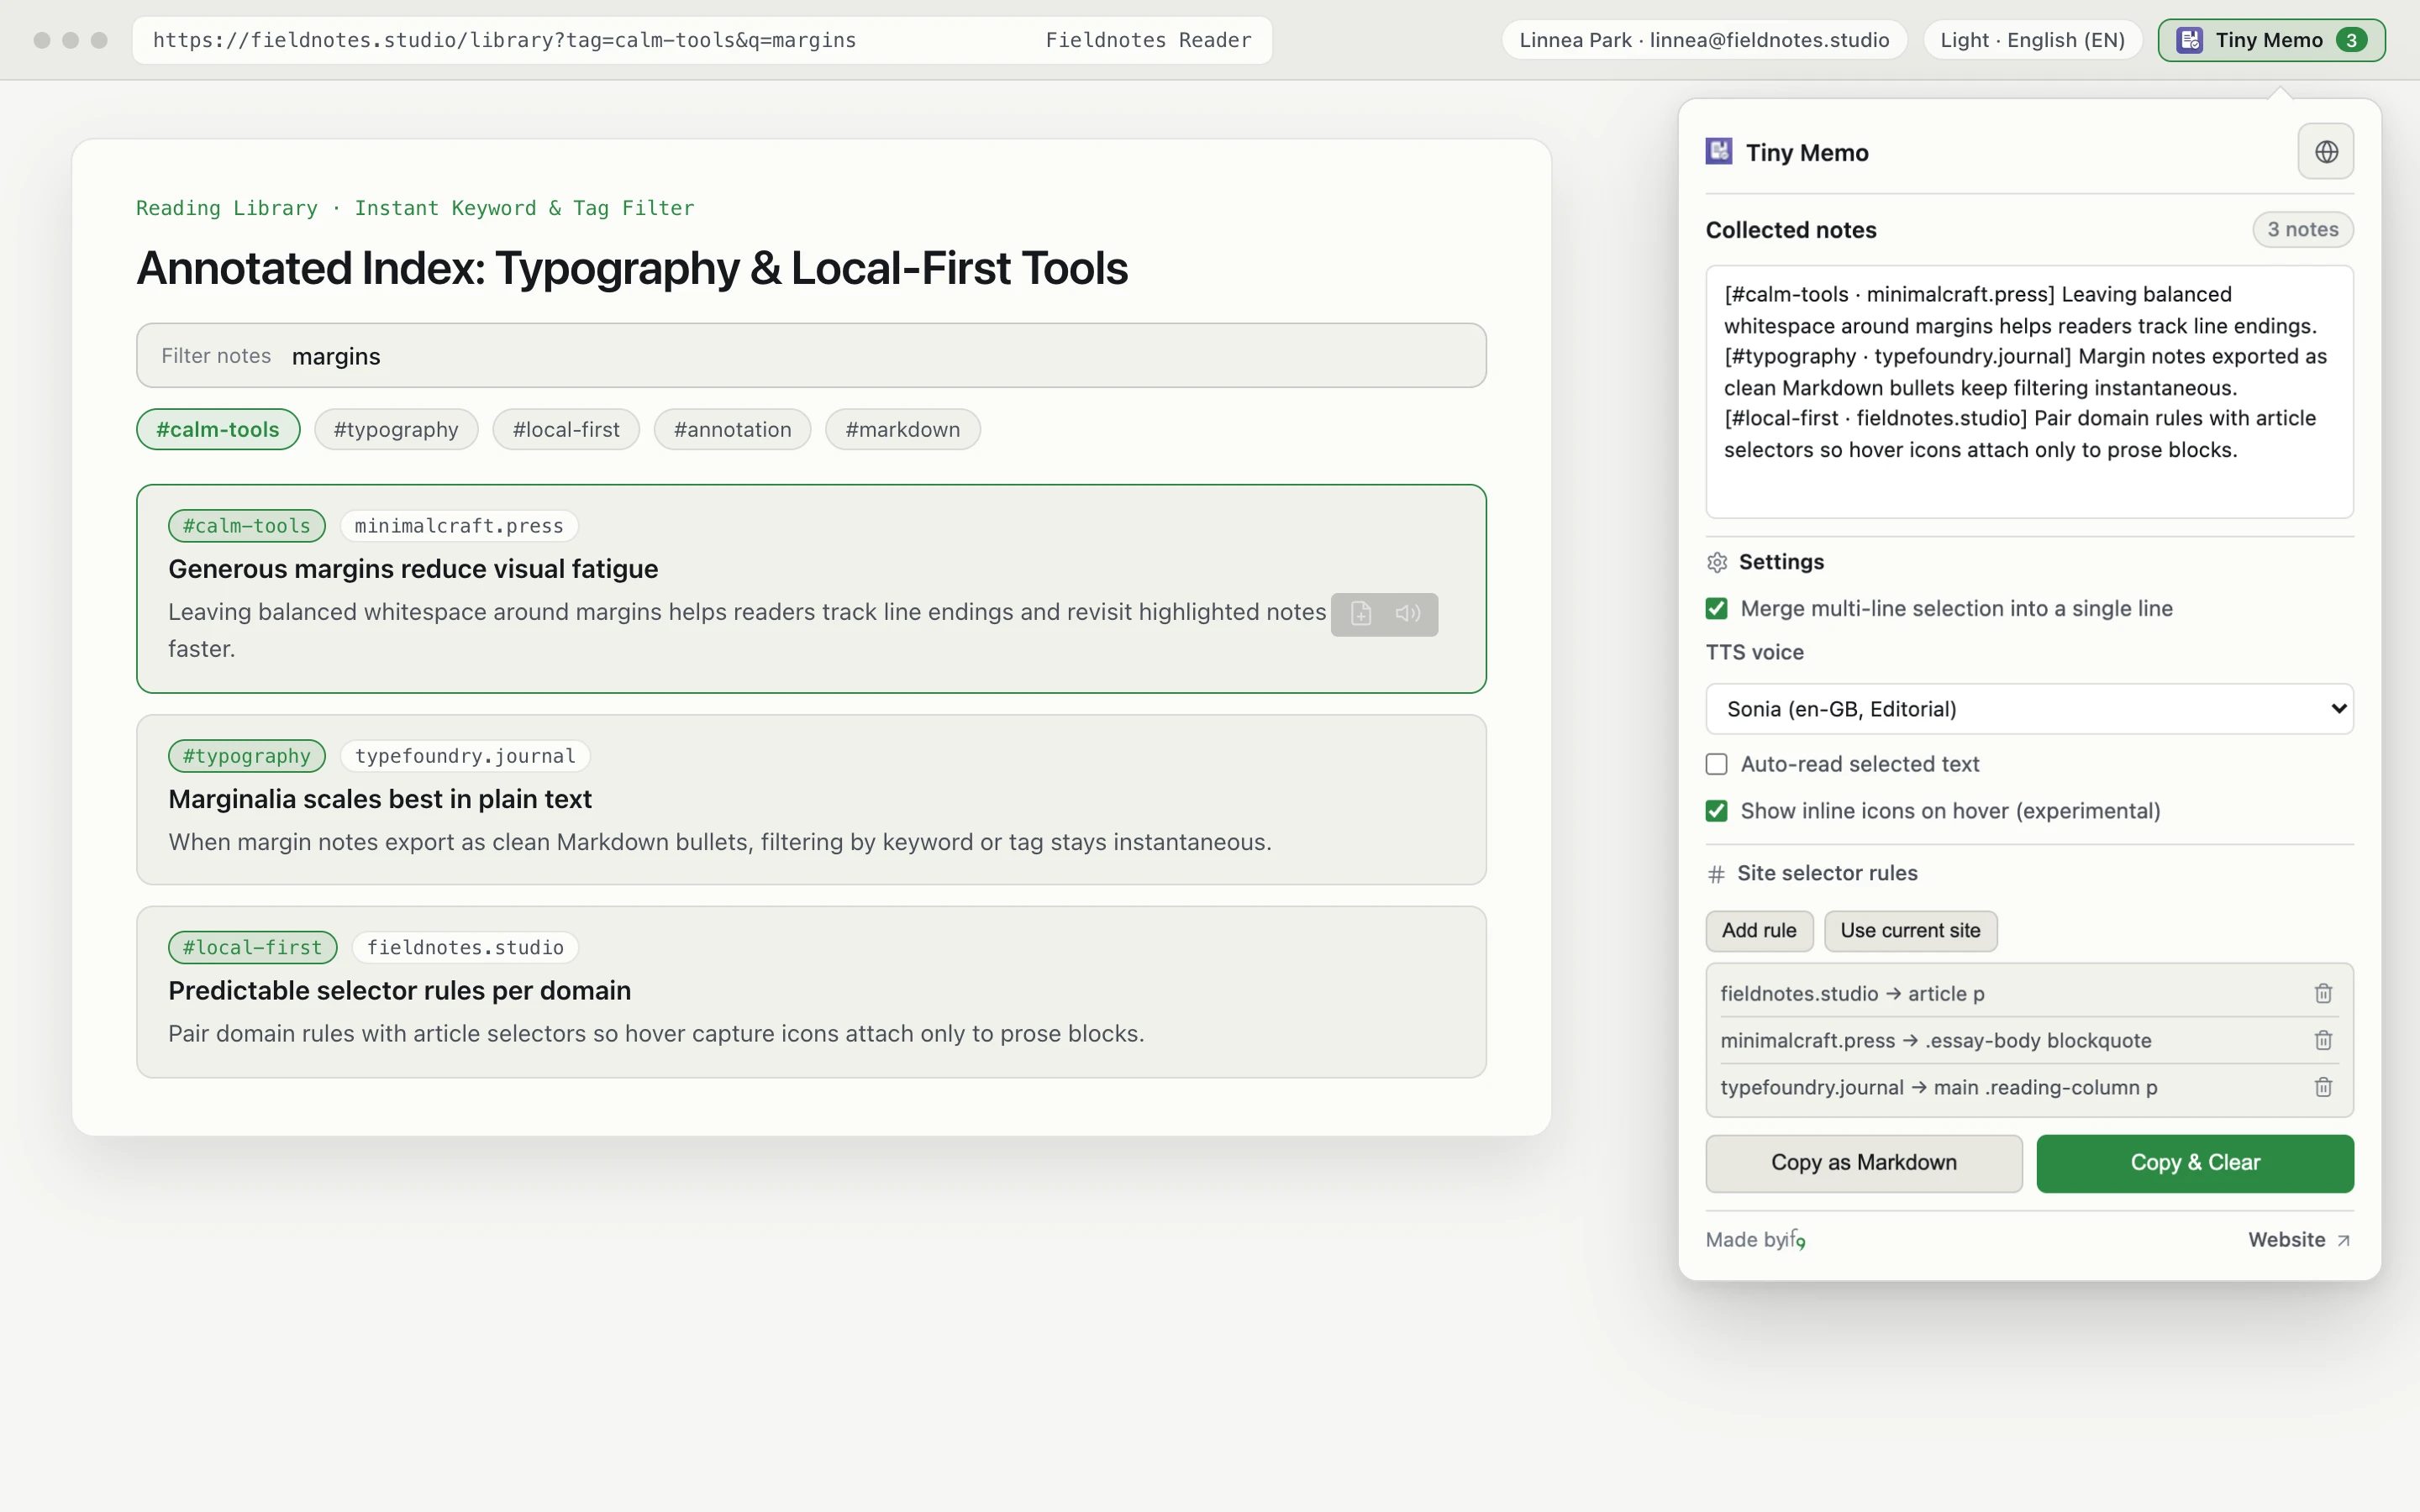 https://fieldnotes.studio/library?tag=calm-tools&q=margins
Fieldnotes Reader
Linnea Park · linnea@fieldnotes.studio
Light · English (EN)
Tiny Memo 3
Reading Library · Instant Keyword & Tag Filter
Annotated Index: Typography & Local-First Tools
Filter notes margins
#calm-tools #typography #local-first #annotation #markdown
#calm-tools minimalcraft.press
Generous margins reduce visual fatigue
Leaving balanced whitespace around margins helps readers track line endings and revisit highlighted notes
faster.
#typography typefoundry.journal
Marginalia scales best in plain text
When margin notes export as clean Markdown bullets, filtering by keyword or tag stays instantaneous.
#local-first fieldnotes.studio
Predictable selector rules per domain
Pair domain rules with article selectors so hover capture icons attach only to prose blocks.
Tiny Memo
Collected notes
3 notes
[#calm-tools · minimalcraft.press] Leaving balanced
whitespace around margins helps readers track line endings.
[#typography · typefoundry.journal] Margin notes exported as
clean Markdown bullets keep filtering instantaneous.
[#local-first · fieldnotes.studio] Pair domain rules with article
selectors so hover icons attach only to prose blocks.
Settings
Merge multi-line selection into a single line
TTS voice
Sonia (en-GB, Editorial)
Auto-read selected text
Show inline icons on hover (experimental)
# Site selector rules
Add rule
Use current site
fieldnotes.studio → article p
minimalcraft.press → .essay-body blockquote
typefoundry.journal → main .reading-column p
Copy as Markdown
Copy & Clear
Made by
Website ↗